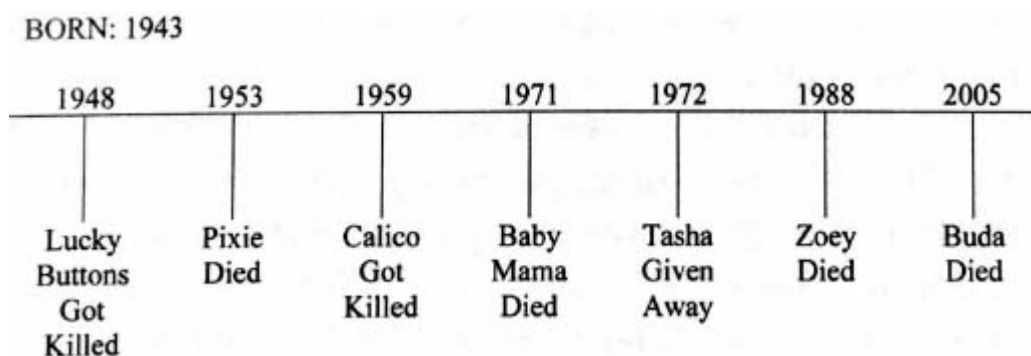 BORN: 1943
1948 1953 1959 1971 1972 1988 2005
Lucky Pixie Calico Baby Tasha Zoey Buda
Buttons Died Got Mama Given Died Died
Got Killed Died Away
Killed